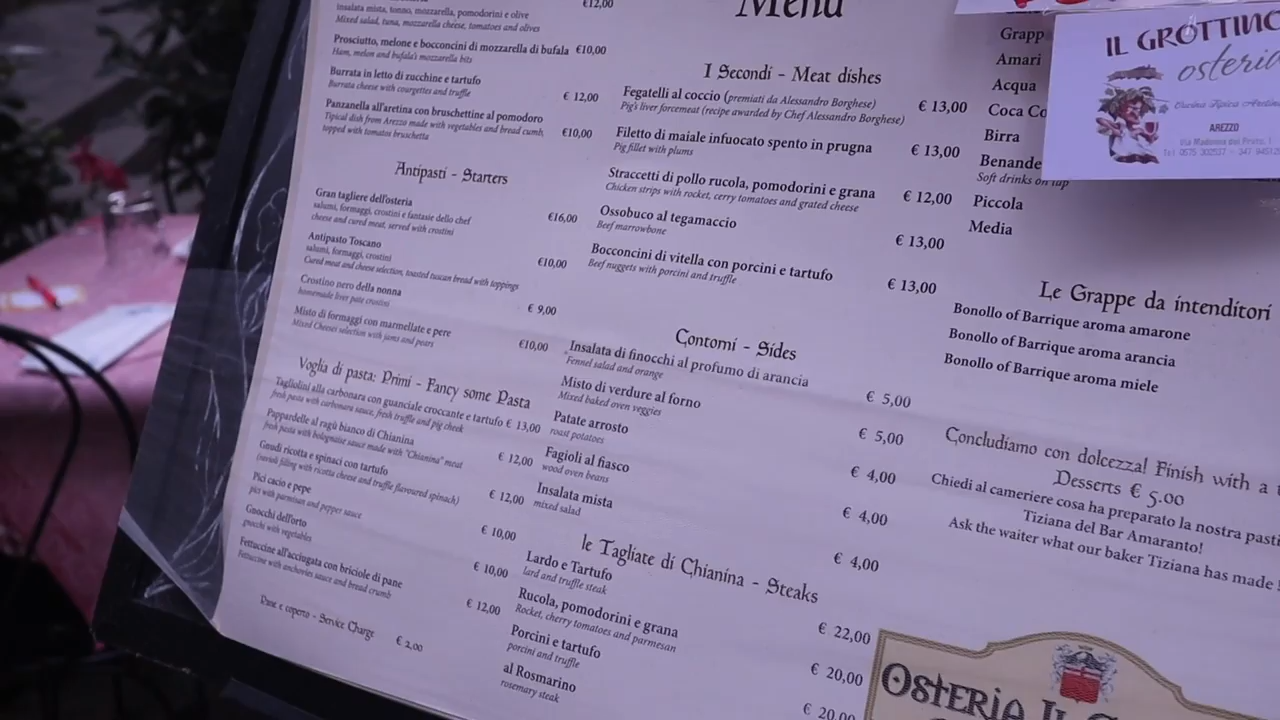 €12,00
insalata mista, tonno, mozzarella, pomodorini e olive
Mixed salad, tuna, mozzarella cheese, tomatoes and olives
Prosciutto, melone e bocconcini di mozzarella di bufala €10,00
Ham, melon and bufala's mozzarella bits
Burrata in letto di zucchine e tartufo € 12,00
Burrata cheese with courgettes and truffle
Panzanella all'aretina con bruschettine al pomodoro €10,00
Tipical dish from Arezzo made with vegetables and bread cumb,
topped with tomatos bruschetta
Antipasti - Starters
Gran tagliere dell'osteria €16,00
salumi, formaggi, crostini e fantasie dello chef
cheese and cured meat, served with crostini
Antipasto Toscano €10,00
salumi, formaggi, crostini
Cured meat and cheese selection, toasted tuscan bread with toppings
Crostino nero della nonna € 9,00
homemade liver pate crostini
Misto di formaggi con marmellate e pere €10,00
Mixed Cheeses selection with jams and pears
Voglia di pasta: Primi - Fancy some Pasta
Tagliolini alla carbonara con guanciale croccante e tartufo € 13,00
fresh pasta with carbonara sauce, fresh truffle and pig cheek
Pappardelle al ragù bianco di Chianina € 12,00
fresh pasta with bolognaise sauce made with "Chianina" meat
Gnudi ricotta e spinaci con tartufo € 12,00
(ravioli filling with ricotta cheese and truffle flavoured spinach)
Pici cacio e pepe € 10,00
pici with parmisan and pepper sauce
Gnocchi dell'orto € 10,00
gnocchi with vegetables
Fettuccine all'acciugata con briciole di pane € 12,00
Fettuccine with anchovies sauce and bread crumb
Pane e coperto - Service Charge € 2,00
Menu
I Secondi - Meat dishes
Fegatelli al coccio (premiati da Alessandro Borghese) € 13,00
Pig's liver forcemeat (recipe awarded by Chef Alessandro Borghese)
Filetto di maiale infuocato spento in prugna € 13,00
Pig fillet with plums
Straccetti di pollo rucola, pomodorini e grana € 12,00
Chicken strips with rocket, cerry tomatoes and grated cheese
Ossobuco al tegamaccio € 13,00
Beef marrowbone
Bocconcini di vitella con porcini e tartufo € 13,00
Beef nuggets with porcini and truffle
Contorni - Sides
Insalata di finocchi al profumo di arancia € 5,00
Fennel salad and orange
Misto di verdure al forno € 5,00
Mixed baked oven veggies
Patate arrosto € 4,00
roast potatoes
Fagioli al fiasco € 4,00
wood oven beans
Insalata mista € 4,00
mixed salad
le Tagliate di Chianina - Steaks
Lardo e Tartufo € 22,00
lard and truffle steak
Rucola, pomodorini e grana € 20,00
Rocket, cherry tomatoes and parmesan
Porcini e tartufo € 20,00
porcini and truffle
al Rosmarino
rosemary steak
Grapp
Amari
Acqua
Coca Co
Birra
Benande
Soft drinks on tap
Piccola
Media
Le Grappe da intenditori
Bonollo of Barrique aroma amarone
Bonollo of Barrique aroma arancia
Bonollo of Barrique aroma miele
Concludiamo con dolcezza! Finish with a
Desserts € 5.00
Chiedi al cameriere cosa ha preparato la nostra pasti
Tiziana del Bar Amaranto!
Ask the waiter what our baker Tiziana has made
IL GROTTINO
osteria
Cucina Tipica Aretina
AREZZO
Via Madonna del Prato, 1
Tel 0575 302537 - 347 945120
OSTERIA IL G